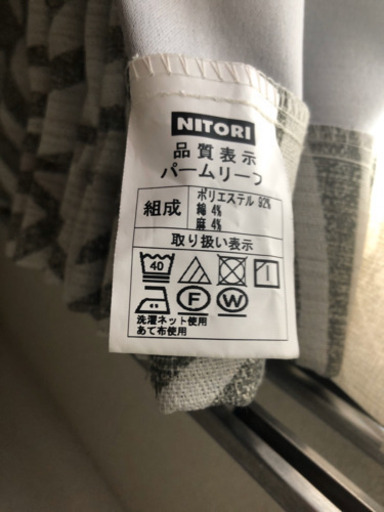 NITORI
品質表示
パームリーフ
組成
ポリエステル 92%
綿 4%
麻 4%
取り扱い表示
40
F W
洗濯ネット使用
あて布使用